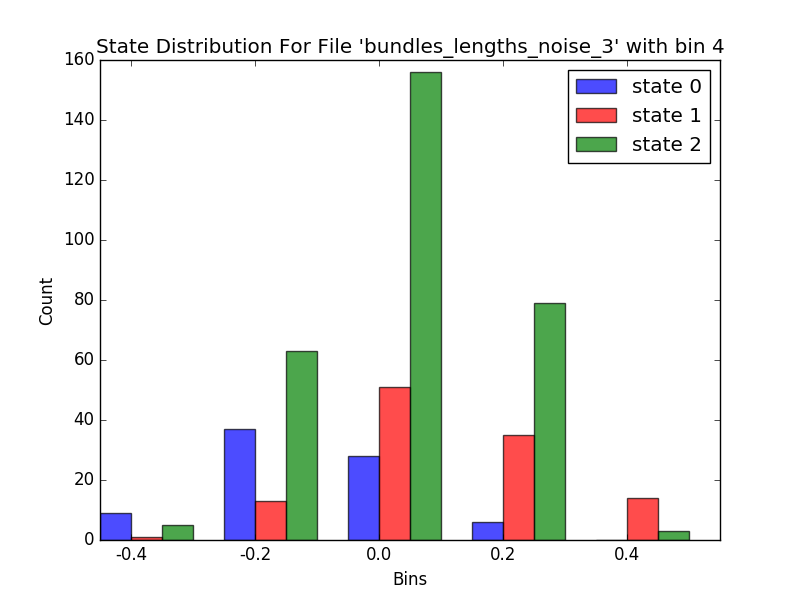 State Distribution For File 'bundles_lengths_noise_3' with bin 4
160
140
120
100
80
60
40
20
0
Count
state 0
state 1
state 2
-0.4
-0.2
0.0
0.2
0.4
Bins